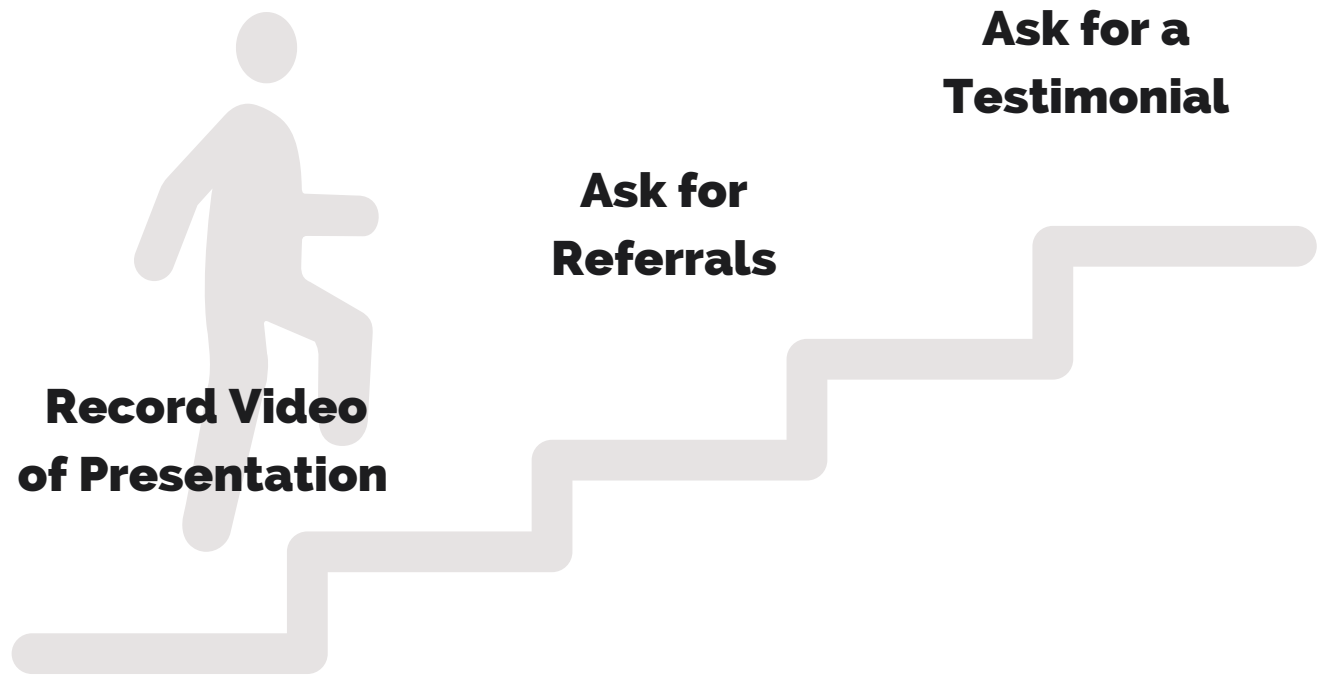 Record Video
of Presentation
Ask for
Referrals
Ask for a
Testimonial